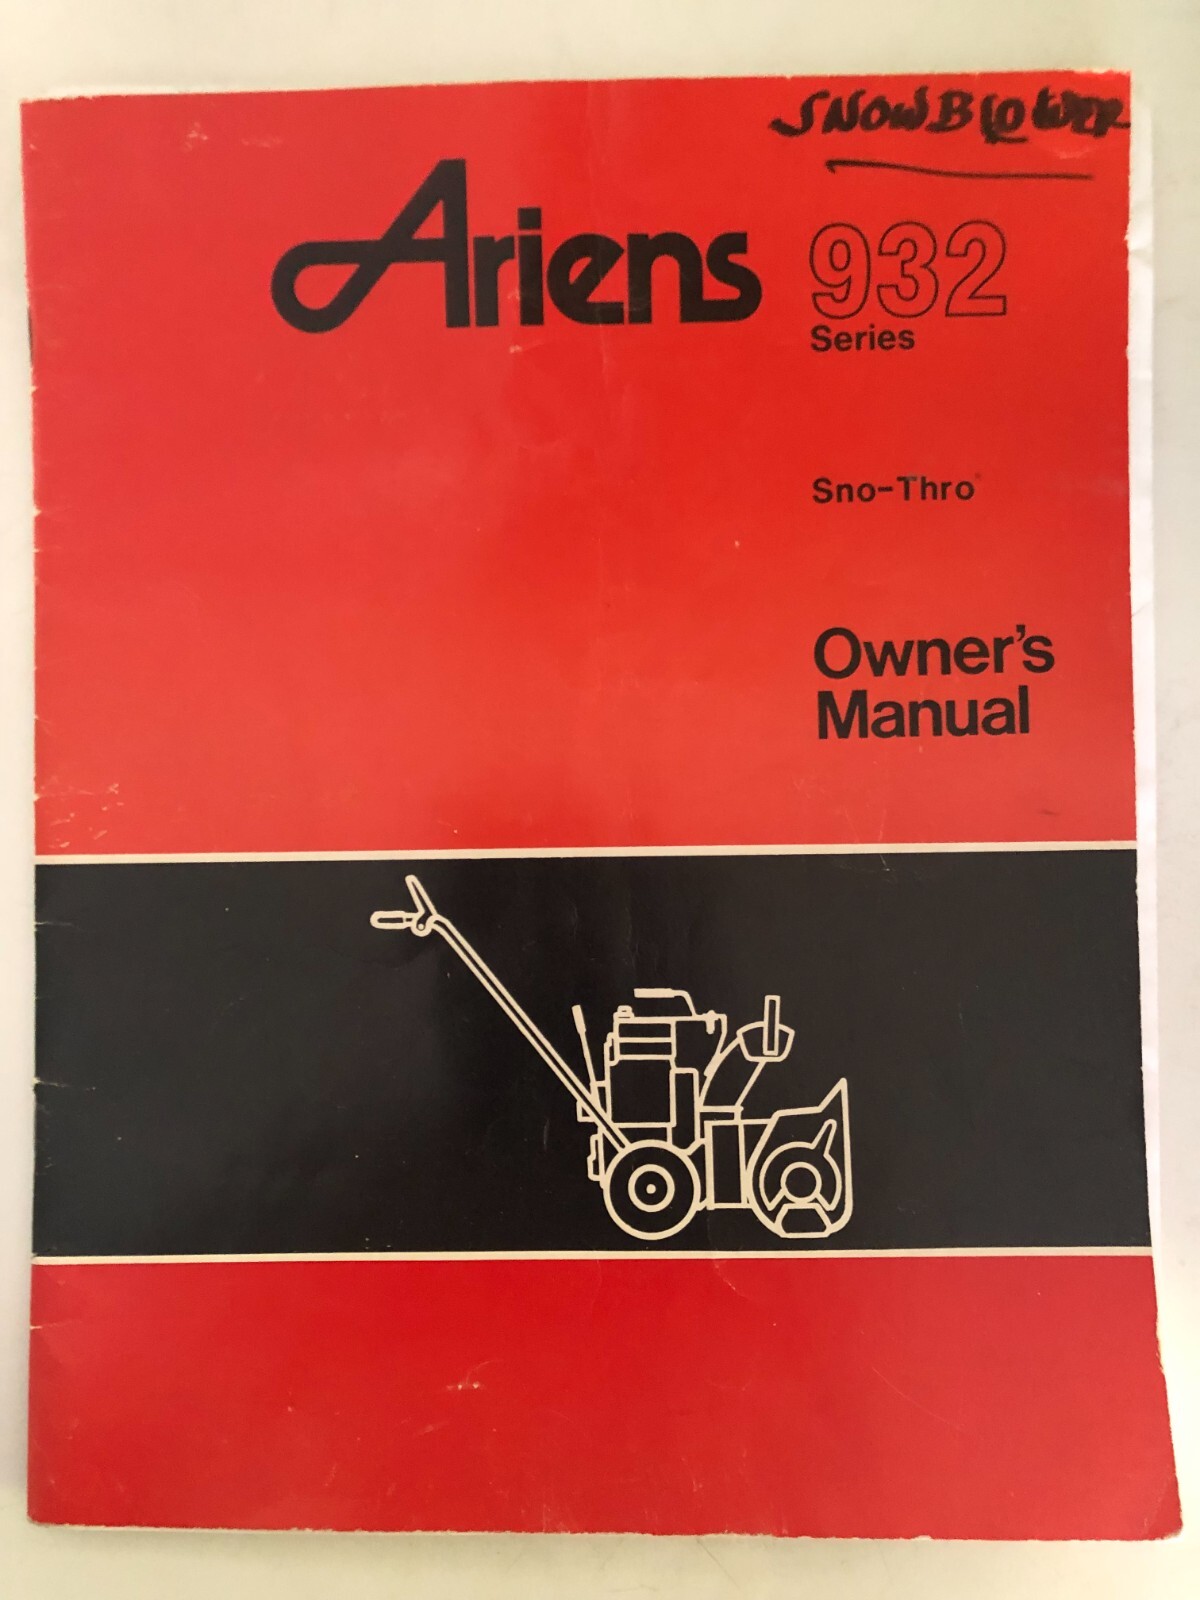 SNOWBLOWER
Ariens 932
Series
Sno-Thro
Owner's
Manual